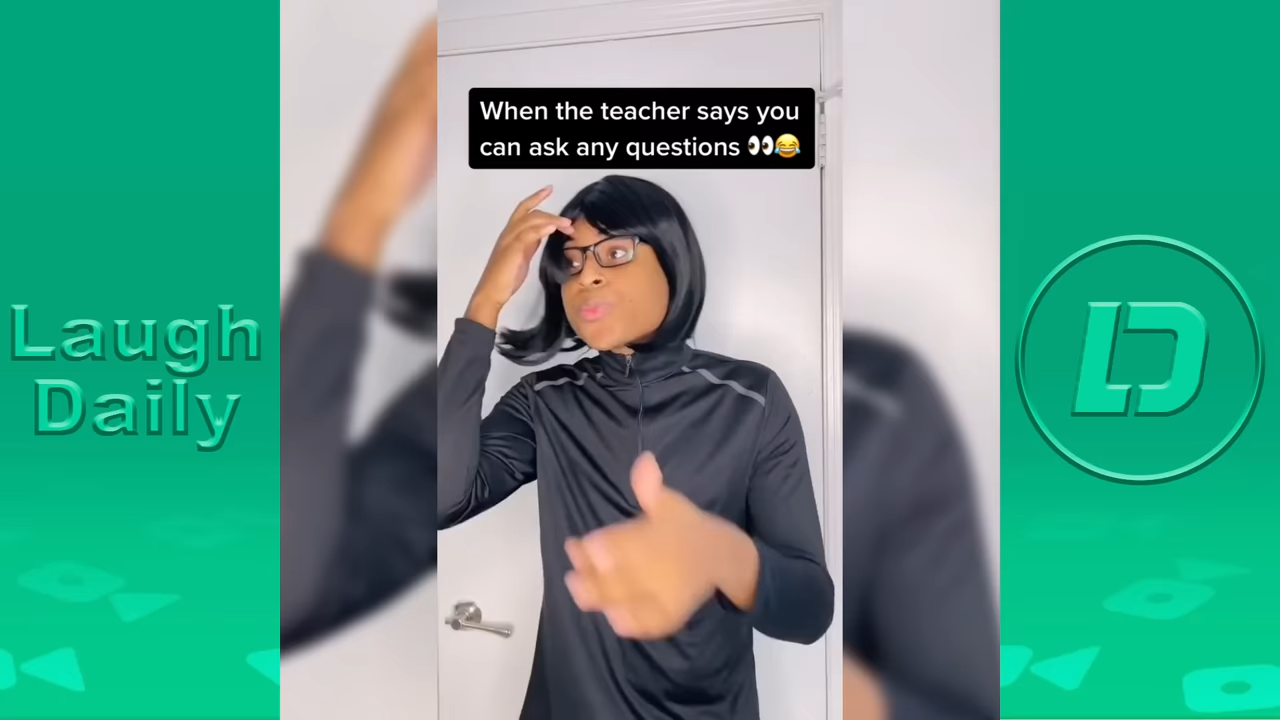 Laugh
Daily
When the teacher says you
can ask any questions 👀😂
LD